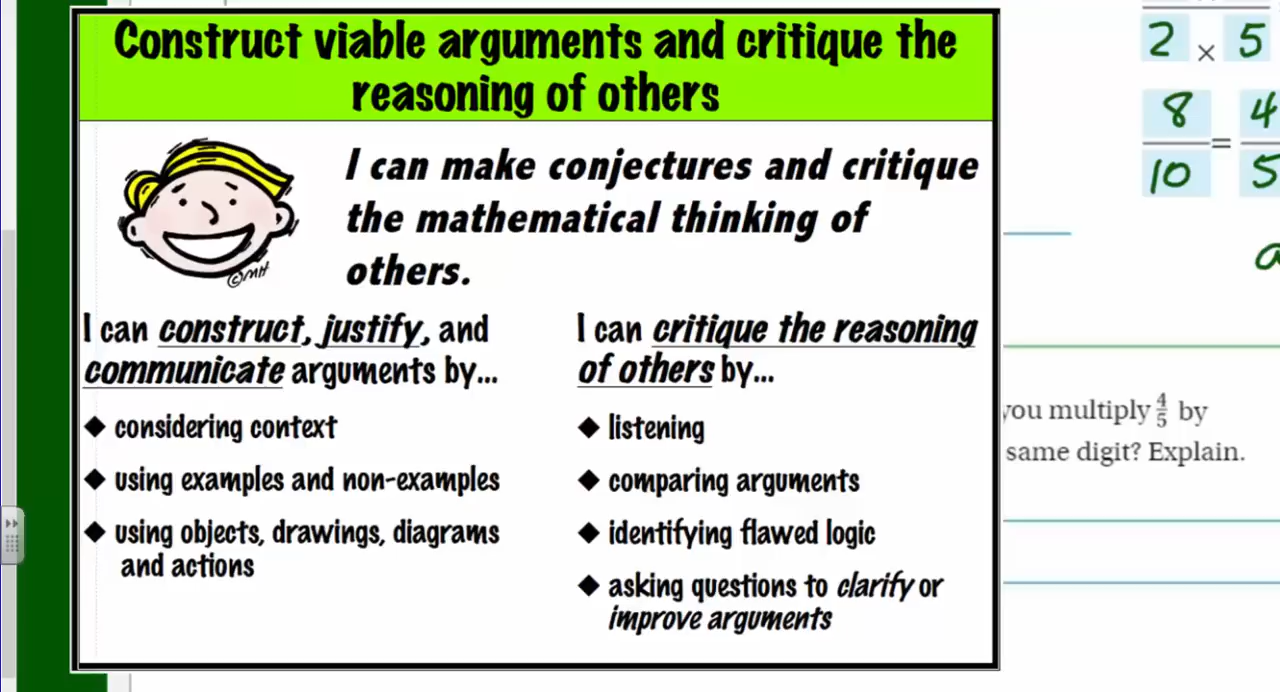 Construct viable arguments and critique the
reasoning of others
I can make conjectures and critique
the mathematical thinking of
others.
©MH
I can construct, justify, and
communicate arguments by...
◆ considering context
◆ using examples and non-examples
◆ using objects, drawings, diagrams
and actions
I can critique the reasoning
of others by...
◆ listening
◆ comparing arguments
◆ identifying flawed logic
◆ asking questions to clarify or
improve arguments
2 × 5
8/10 = 4/5
you multiply 4/5 by
same digit? Explain.